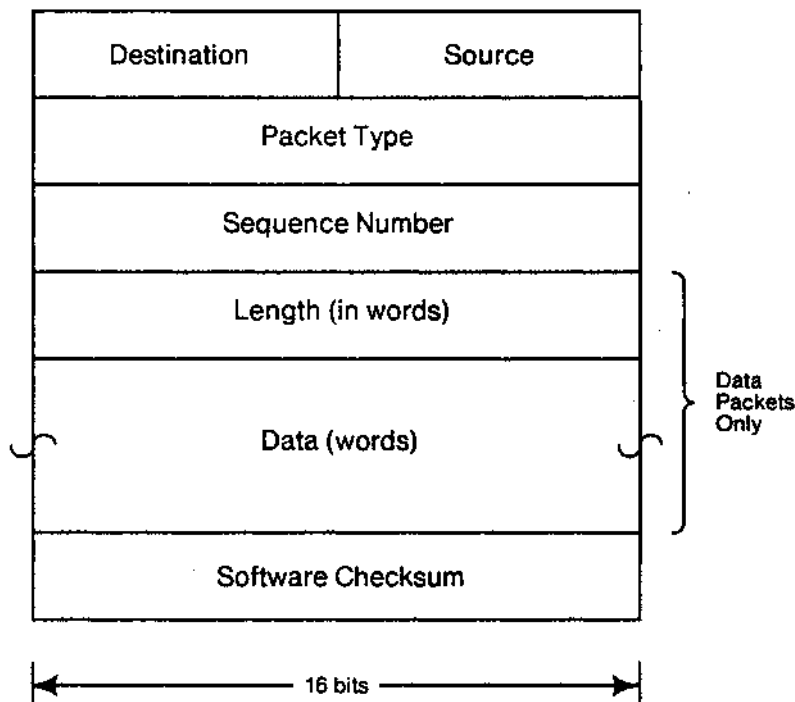 Destination Source
Packet Type
Sequence Number
Length (in words)
Data
Packets
Only
Data (words)
Software Checksum
16 bits